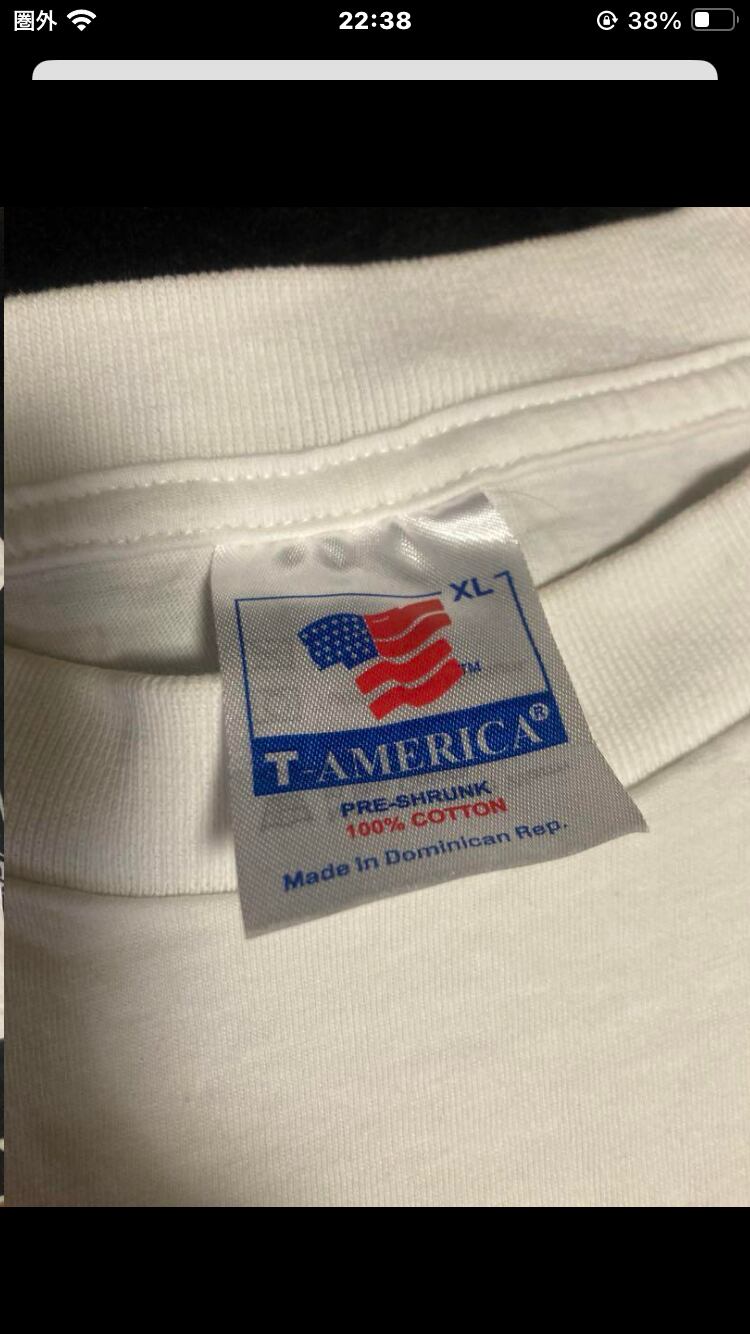 圏外 22:38 38%
XL
TM
T-AMERICA®
PRE-SHRUNK
100% COTTON
Made In Dominican Rep.